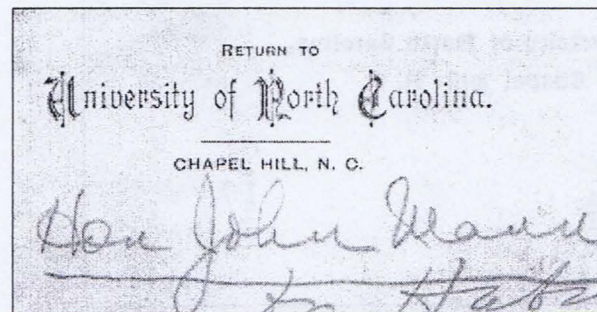 RETURN TO
University of North Carolina.
CHAPEL HILL, N. C.
Hon John